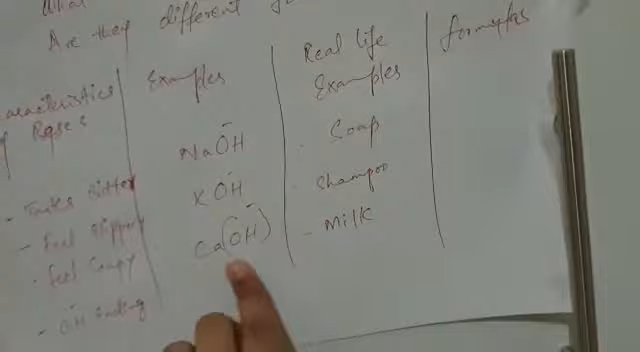 What
Are they different
Characteristics of Bases
Examples
Real life Examples
formulas
- Tastes Bitter
- Feel Slippery
- Feel Soapy
- OH⁻ Ending
NaOH⁻
KOH⁻
Ca(OH⁻)
- Soap
- Shampoo
- Milk